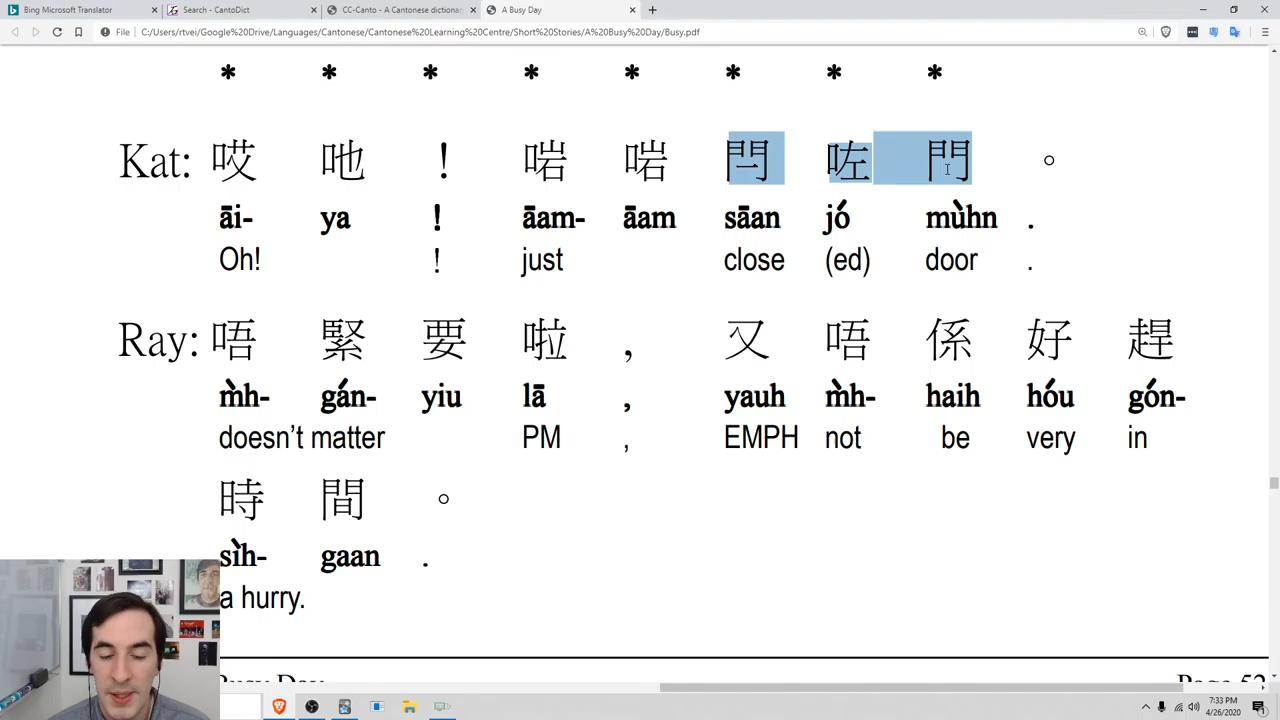 Bing Microsoft Translator
Search - CantoDict
CC-Canto - A Cantonese dictionar
A Busy Day
File
C:/Users/rtvei/Google%20Drive/Languages/Cantonese/Cantonese%20Learning%20Centre/Short%20Stories/A%20Busy%20Day/Busy.pdf
* * * * * * * *
Kat: 哎 吔 ！ 啱 啱 閂 咗 門 。
āi- ya ! āam- āam sāan jó mùhn .
Oh! ! just close (ed) door .
Ray: 唔 緊 要 啦 , 又 唔 係 好 趕
m̀h- gán- yiu lā , yauh m̀h- haih hóu gón-
doesn't matter PM , EMPH not be very in
時 間 。
sìh- gaan .
a hurry.
Busy Day
Page 52
7:33 PM
4/26/2020